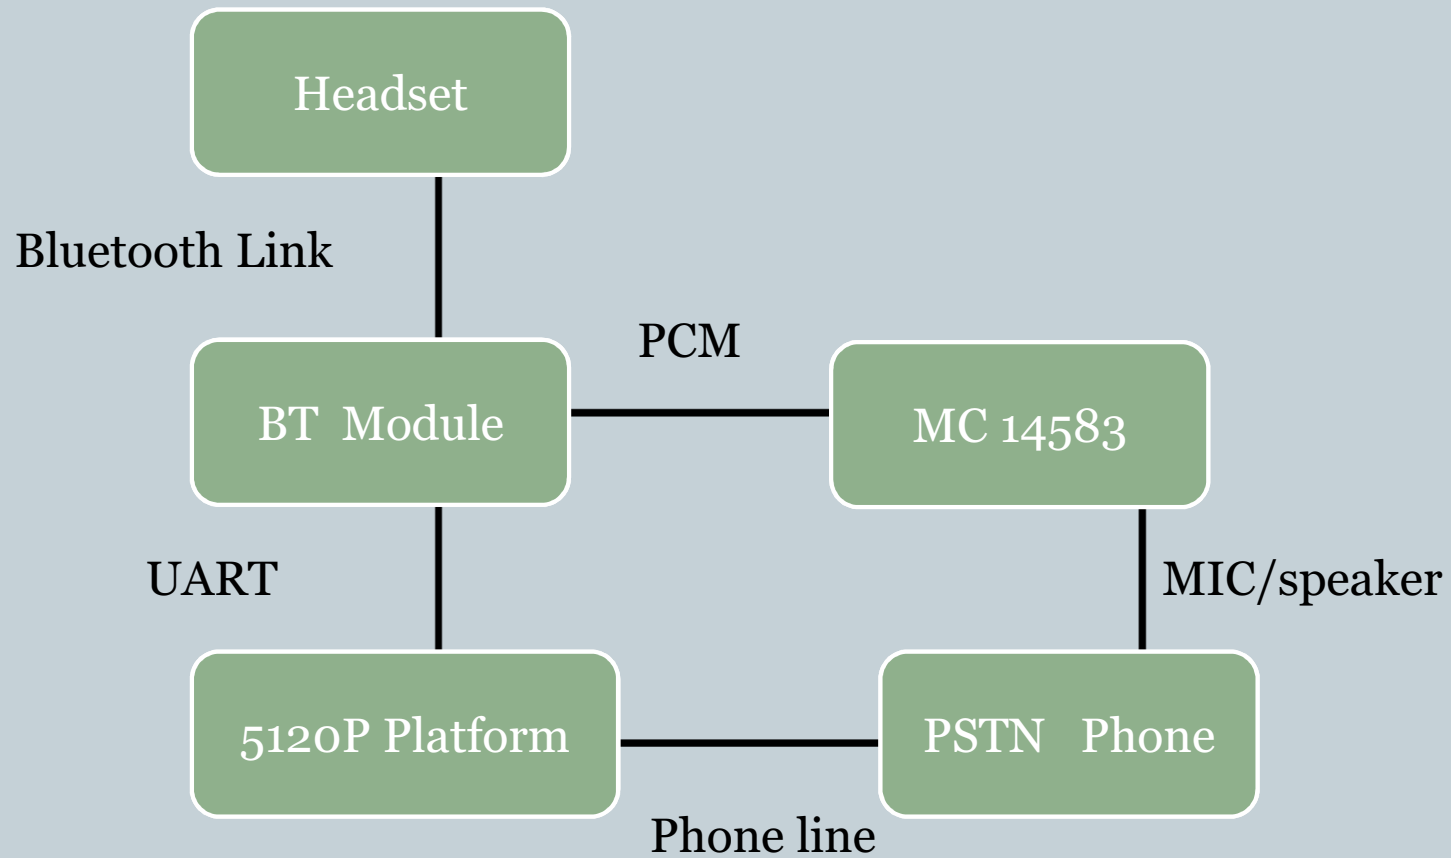 Headset
Bluetooth Link
PCM
BT Module
MC 14583
UART
MIC/speaker
5120P Platform
PSTN Phone
Phone line